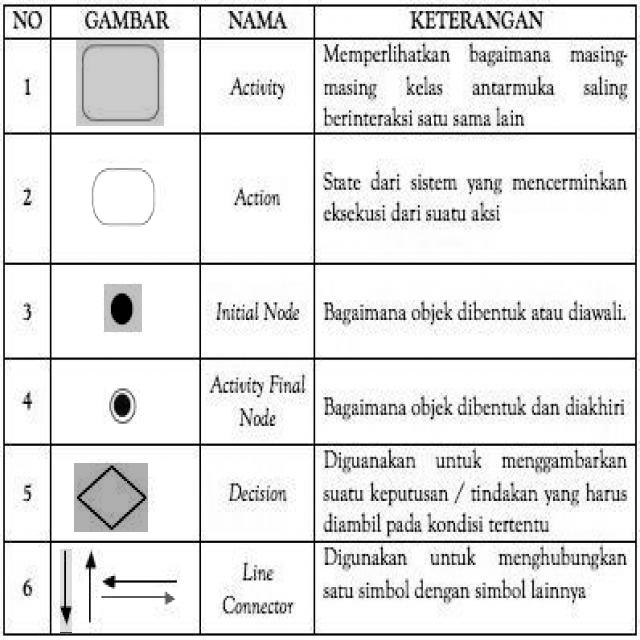 NO GAMBAR NAMA KETERANGAN
1 Activity Memperlihatkan bagaimana masing-
masing kelas antarmuka saling
berinteraksi satu sama lain
2 Action State dari sistem yang mencerminkan
eksekusi dari suatu aksi
3 Initial Node Bagaimana objek dibentuk atau diawali.
4 Activity Final
Node Bagaimana objek dibentuk dan diakhiri
5 Decision Diguanakan untuk menggambarkan
suatu keputusan / tindakan yang harus
diambil pada kondisi tertentu
6 Line
Connector Digunakan untuk menghubungkan
satu simbol dengan simbol lainnya